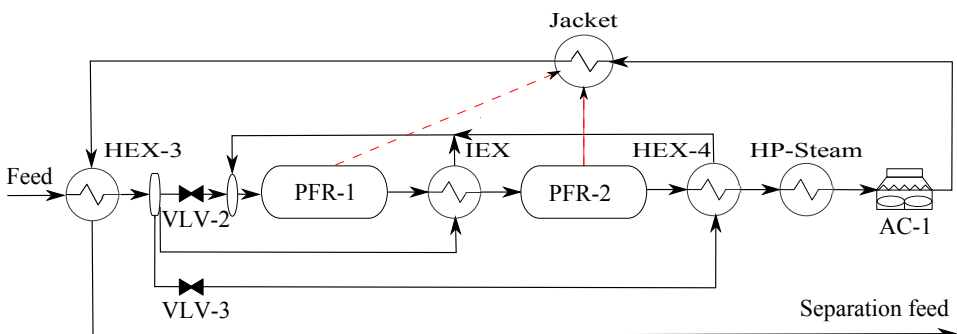 Jacket
HEX-3
IEX
HEX-4
HP-Steam
Feed
PFR-1
PFR-2
VLV-2
AC-1
VLV-3
Separation feed